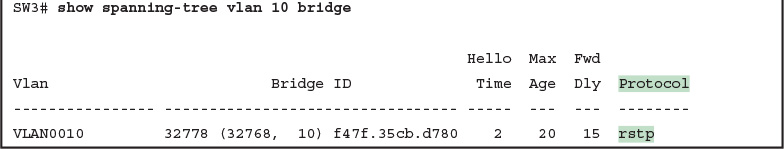 SW3# show spanning-tree vlan 10 bridge
Hello Max Fwd
Vlan Bridge ID Time Age Dly Protocol
---------------- --------------------------------- ----- --- --- --------
VLAN0010 32778 (32768, 10) f47f.35cb.d780 2 20 15 rstp